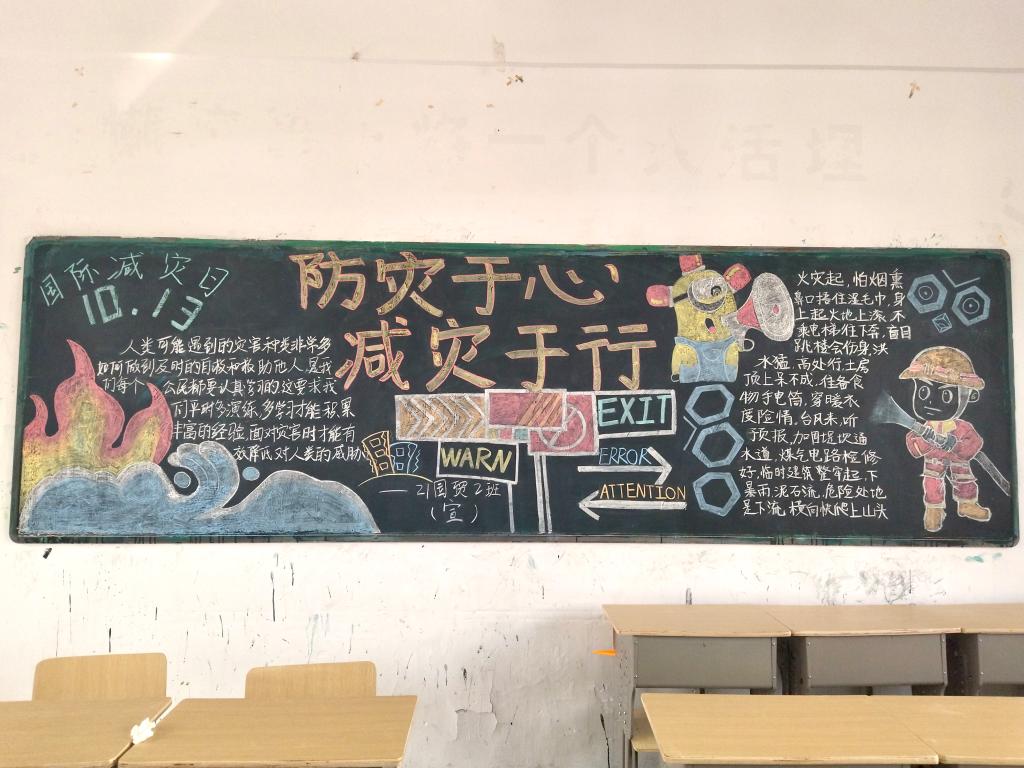 国际减灾日
10.13
防灾于心
减灾于行
人类可能遇到的灾害种类非常多
如何做到及时的自救和救助他人,是我
们每个公民都要认真学习的这要求我
们平时多演练,多学习才能积累
丰富的经验,面对灾害时才能有
效降低对人类的威胁
EXIT
WARN
ERROR
ATTENTION
—21国贸2班
(宣)
火灾起,怕烟熏
鼻口捂住湿毛巾,身
上起火地上滚,不
乘电梯往下奔,盲目
跳楼会伤身,洪
水猛,高处行,土房
顶上呆不成,准备食
物手电筒,穿暖衣
度险情,台风来,听
预报,加固堤地通
水道,煤气电路检修
好,临时建筑整牢起,下
暴雨,泥石流,危险处地
是下流,横向快爬上山头
一个人活